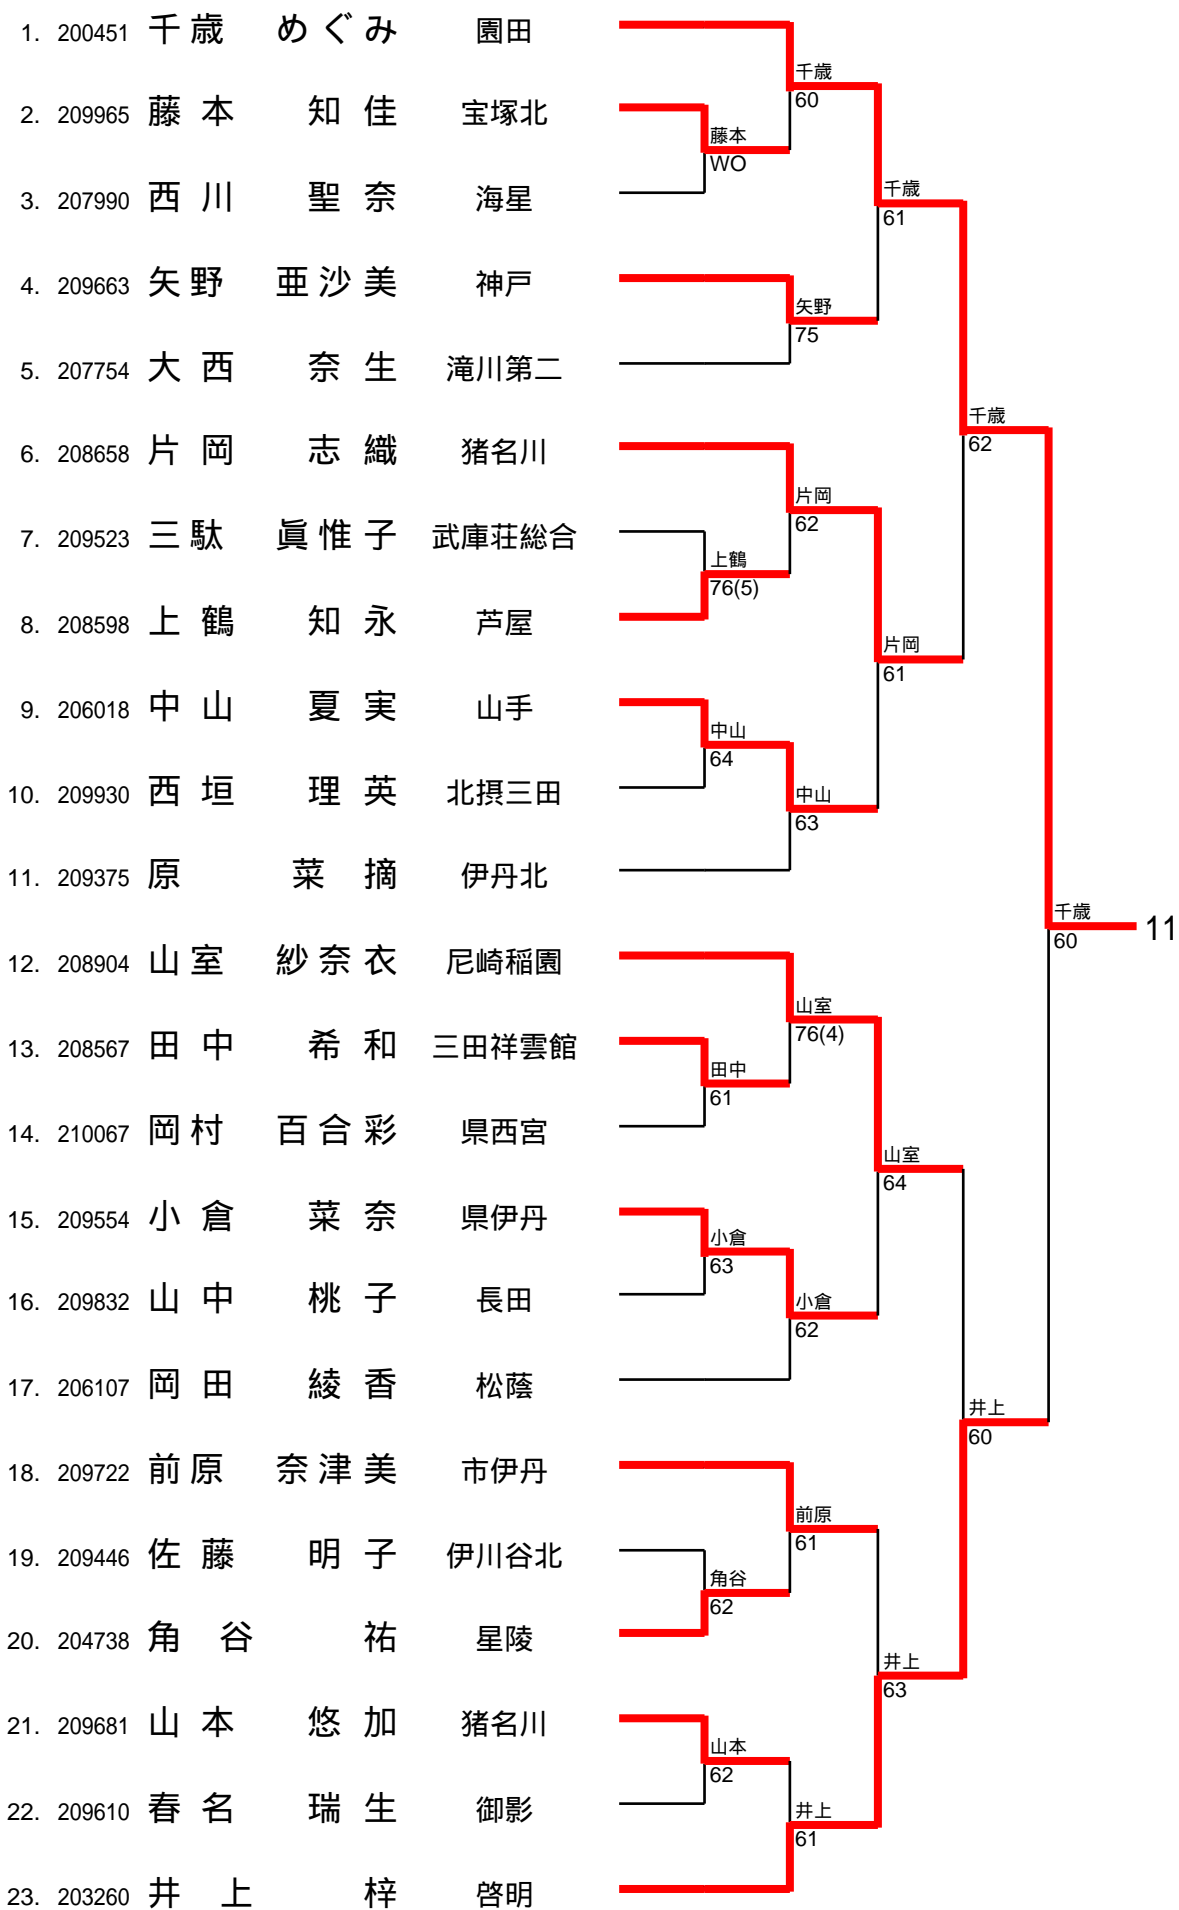 1. 200451 千歳 めぐみ 園田
千歳
60
2. 209965 藤本 知佳 宝塚北
藤本
WO
3. 207990 西川 聖奈 海星
千歳
61
4. 209663 矢野 亜沙美 神戸
矢野
75
5. 207754 大西 奈生 滝川第二
千歳
62
6. 208658 片岡 志織 猪名川
片岡
62
7. 209523 三駄 眞惟子 武庫荘総合
上鶴
76(5)
8. 208598 上鶴 知永 芦屋
片岡
61
9. 206018 中山 夏実 山手
中山
64
10. 209930 西垣 理英 北摂三田
中山
63
11. 209375 原 菜摘 伊丹北
千歳
60
11
12. 208904 山室 紗奈衣 尼崎稲園
山室
76(4)
13. 208567 田中 希和 三田祥雲館
田中
61
14. 210067 岡村 百合彩 県西宮
山室
64
15. 209554 小倉 菜奈 県伊丹
小倉
63
16. 209832 山中 桃子 長田
小倉
62
17. 206107 岡田 綾香 松蔭
井上
60
18. 209722 前原 奈津美 市伊丹
前原
61
19. 209446 佐藤 明子 伊川谷北
角谷
62
20. 204738 角谷 祐 星陵
井上
63
21. 209681 山本 悠加 猪名川
山本
62
22. 209610 春名 瑞生 御影
井上
61
23. 203260 井上 梓 啓明